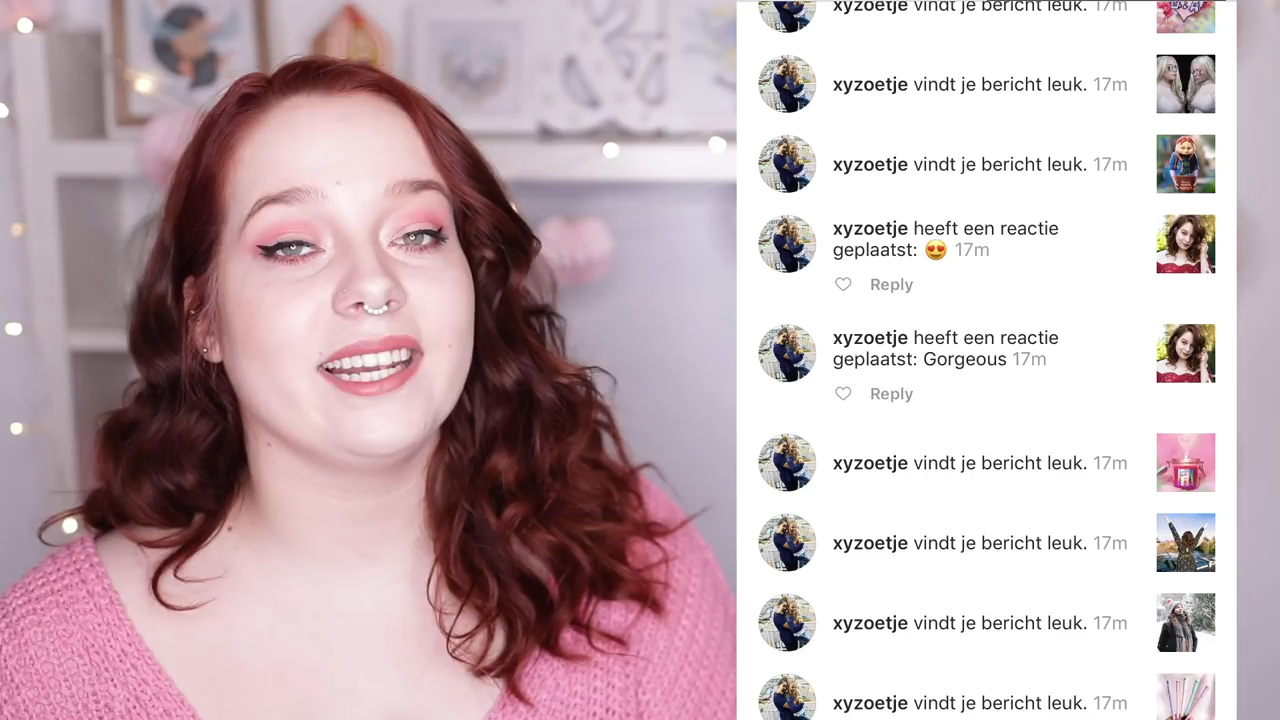 xyzoetje vindt je bericht leuk. 17m
xyzoetje vindt je bericht leuk. 17m
xyzoetje vindt je bericht leuk. 17m
xyzoetje heeft een reactie
geplaatst: 😍 17m
Reply
xyzoetje heeft een reactie
geplaatst: Gorgeous 17m
Reply
xyzoetje vindt je bericht leuk. 17m
xyzoetje vindt je bericht leuk. 17m
xyzoetje vindt je bericht leuk. 17m
xyzoetje vindt je bericht leuk. 17m